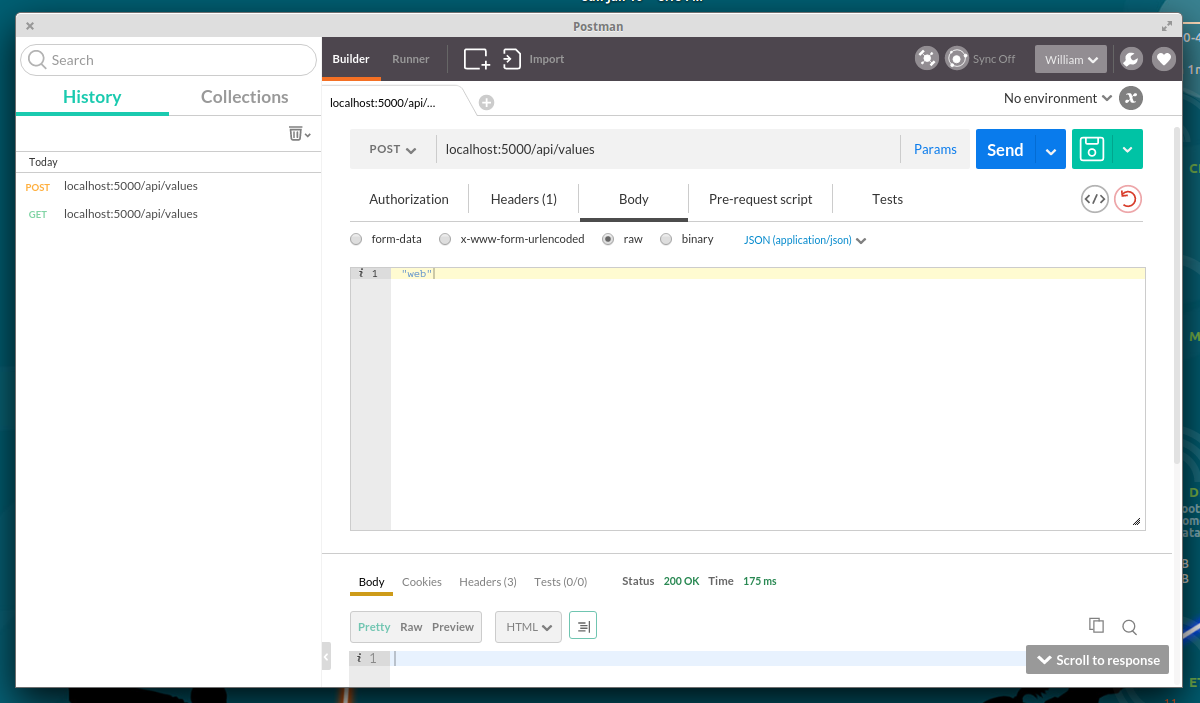 Postman
Search
Builder
Runner
Import
Sync Off
William
History
Collections
localhost:5000/api/...
No environment
Today
POST localhost:5000/api/values
GET localhost:5000/api/values
POST
localhost:5000/api/values
Params
Send
Authorization
Headers (1)
Body
Pre-request script
Tests
form-data
x-www-form-urlencoded
raw
binary
JSON (application/json)
i 1 "web"
Body
Cookies
Headers (3)
Tests (0/0)
Status 200 OK Time 175 ms
Pretty
Raw
Preview
HTML
i 1
Scroll to response